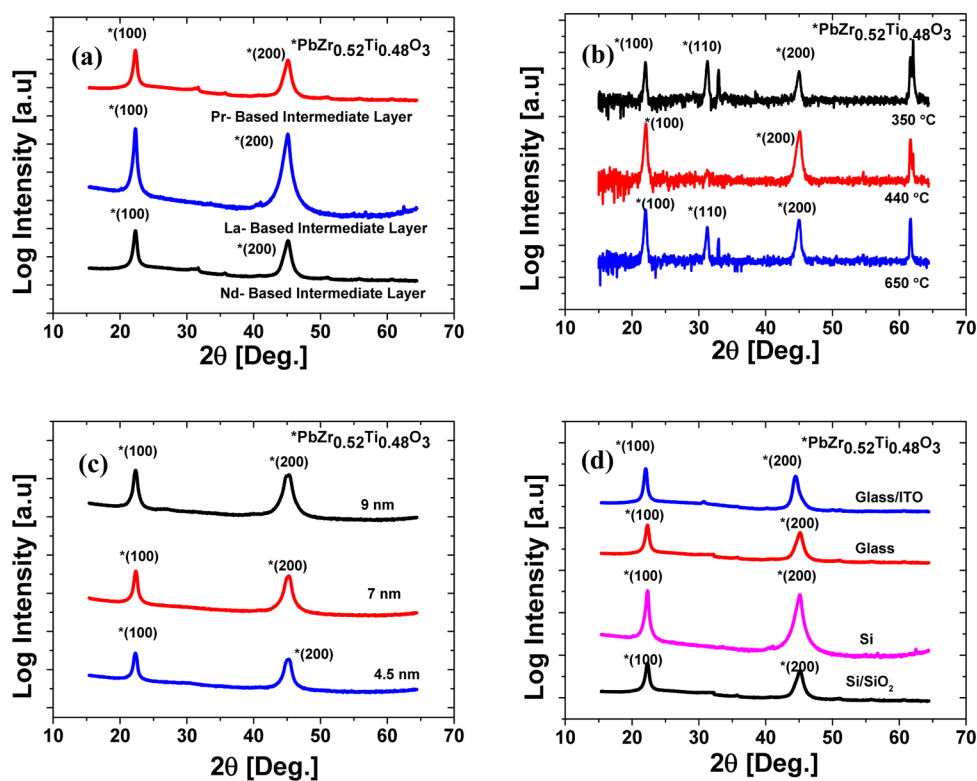 (a)
*(100)
*PbZr0.52Ti0.48O3
*(200)
Pr- Based Intermediate Layer
*(100)
*(200)
La- Based Intermediate Layer
*(100)
*(200)
Nd- Based Intermediate Layer
Log Intensity [a.u]
10 20 30 40 50 60 70
2θ [Deg.]
(b)
*(100)
*(110)
*(200)
*PbZr0.52Ti0.48O3
350 °C
*(100)
*(200)
440 °C
*(100)
*(110)
*(200)
650 °C
Log Intensity [a.u]
10 20 30 40 50 60 70
2θ [Deg.]
(c)
*PbZr0.52Ti0.48O3
*(100)
*(200)
9 nm
*(100)
*(200)
7 nm
*(100)
*(200)
4.5 nm
Log Intensity [a.u]
10 20 30 40 50 60 70
2θ [Deg.]
(d)
*PbZr0.52Ti0.48O3
*(100)
*(200)
Glass/ITO
*(100)
*(200)
Glass
*(100)
*(200)
Si
*(100)
*(200)
Si/SiO2
Log Intensity [a.u]
10 20 30 40 50 60 70
2θ [Deg.]